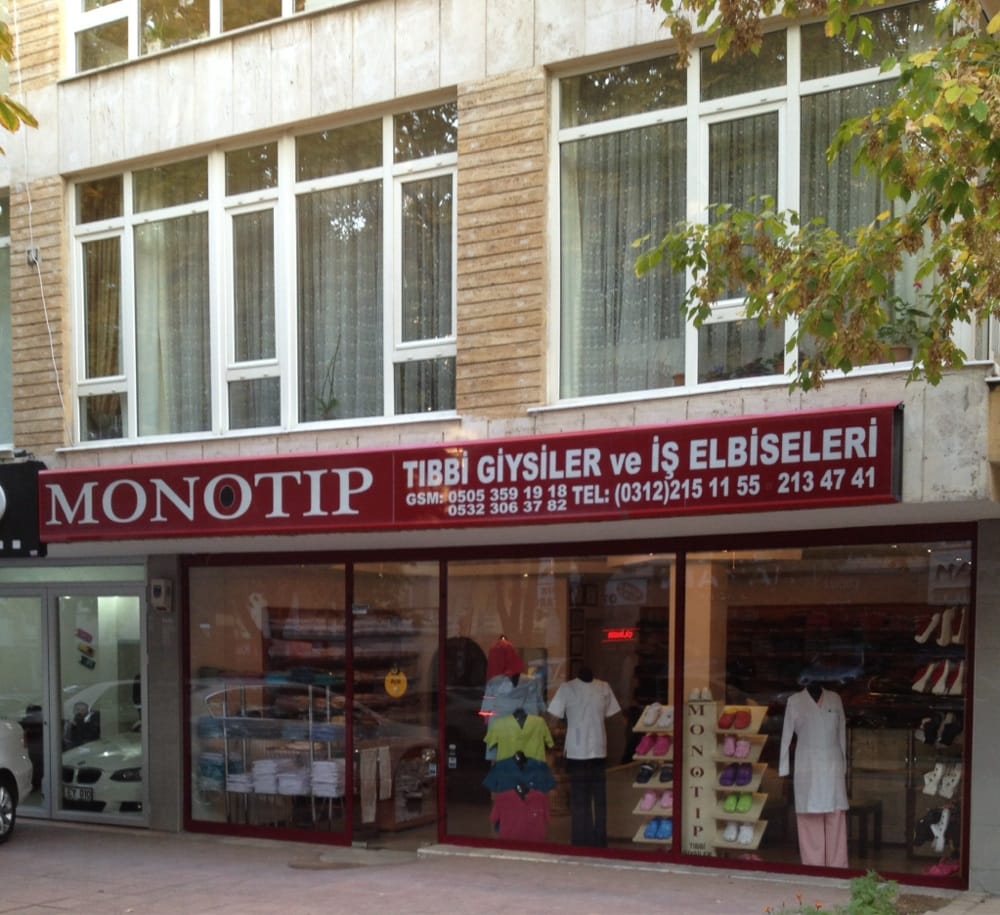 MONOTIP
TIBBİ GİYSİLER ve İŞ ELBİSELERİ
GSM: 0505 359 19 18
0532 306 37 82
TEL: (0312)215 11 55 213 47 41
MONOTIP
TIBBİ